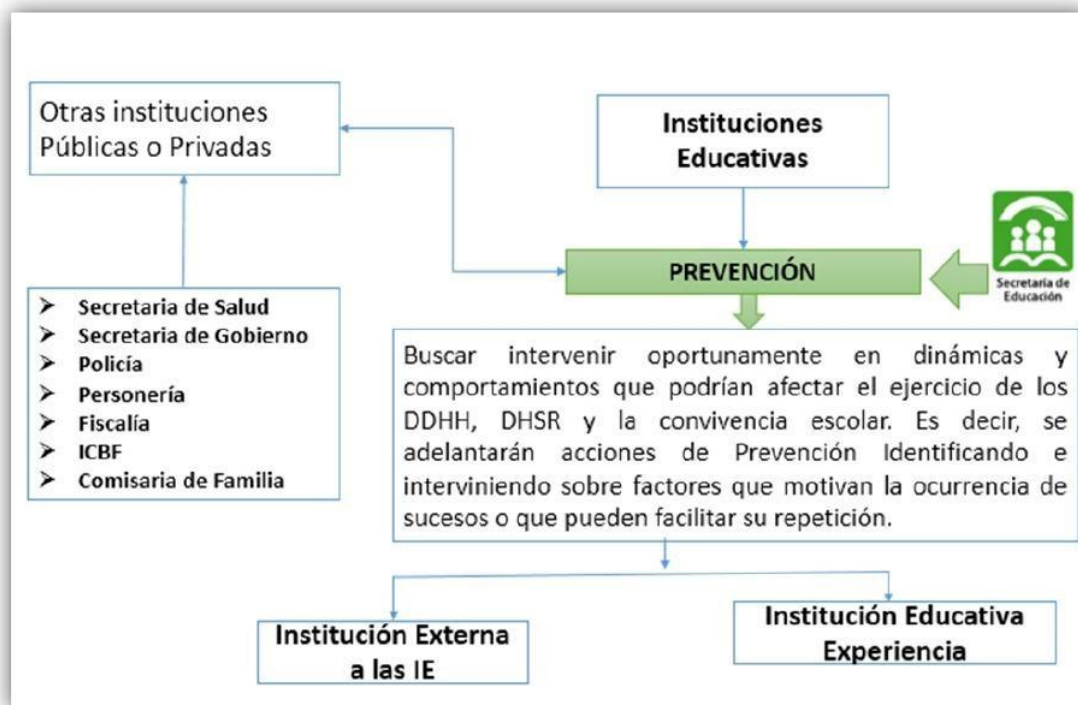 Otras instituciones
Públicas o Privadas
Instituciones
Educativas
PREVENCIÓN
Secretaría de
Educación
➢ Secretaria de Salud
➢ Secretaria de Gobierno
➢ Policía
➢ Personería
➢ Fiscalía
➢ ICBF
➢ Comisaria de Familia
Buscar intervenir oportunamente en dinámicas y
comportamientos que podrían afectar el ejercicio de los
DDHH, DHSR y la convivencia escolar. Es decir, se
adelantarán acciones de Prevención Identificando e
interviniendo sobre factores que motivan la ocurrencia de
sucesos o que pueden facilitar su repetición.
Institución Externa
a las IE
Institución Educativa
Experiencia